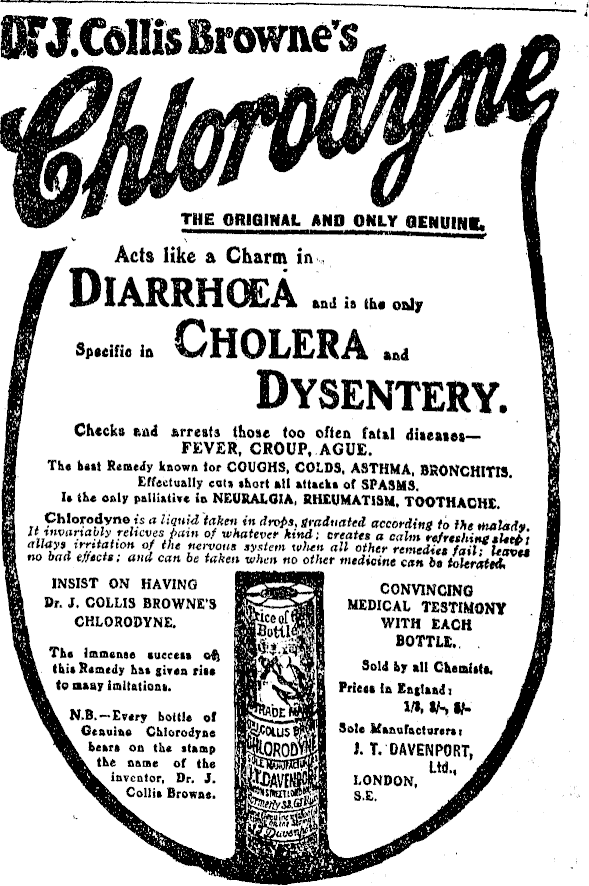 Dr. J. Collis Browne's
Chlorodyne
THE ORIGINAL AND ONLY GENUINE.
Acts like a Charm in
DIARRHŒA and is the only
Specific in CHOLERA and
DYSENTERY.
Checks and arrests those too often fatal diseases—
FEVER, CROUP, AGUE.
The best Remedy known for COUGHS, COLDS, ASTHMA, BRONCHITIS.
Effectually cuts short all attacks of SPASMS.
Is the only palliative in NEURALGIA, RHEUMATISM, TOOTHACHE.
Chlorodyne is a liquid taken in drops, graduated according to the malady.
It invariably relieves pain of whatever kind; creates a calm refreshing sleep;
allays irritation of the nervous system when all other remedies fail; leaves
no bad effects; and can be taken when no other medicine can be tolerated.
INSIST ON HAVING
Dr. J. COLLIS BROWNE'S
CHLORODYNE.
The immense success of
this Remedy has given rise
to many imitations.
N.B.—Every bottle of
Genuine Chlorodyne
bears on the stamp
the name of the
inventor, Dr. J.
Collis Browne.
Price of
Bottle
TRADE MARK
COLLIS BRO
CHLORODYNE
SOLE MANUFACTURER
J.T. DAVENPORT
formerly
J.T. Davenport
CONVINCING
MEDICAL TESTIMONY
WITH EACH
BOTTLE.
Sold by all Chemists.
Prices in England:
Sole Manufacturers:
J. T. DAVENPORT,
Ltd.,
LONDON,
S.E.